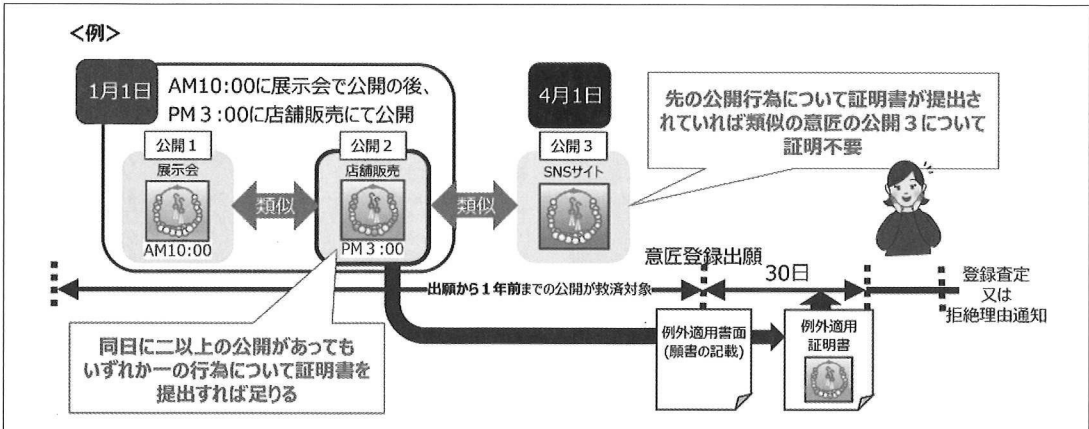 <例>
1月1日
AM10:00に展示会で公開の後、
PM3:00に店舗販売にて公開
4月1日
先の公開行為について証明書が提出さ
れていれば類似の意匠の公開3について
証明不要
公開1
展示会
AM10:00
類似
公開2
店舗販売
PM3:00
類似
公開3
SNSサイト
意匠登録出願
30日
出願から1年前までの公開が救済対象
登録査定
又は
拒絶理由通知
同日に二以上の公開があっても
いずれか一の行為について証明書を
提出すれば足りる
例外適用書面
(願書の記載)
例外適用
証明書